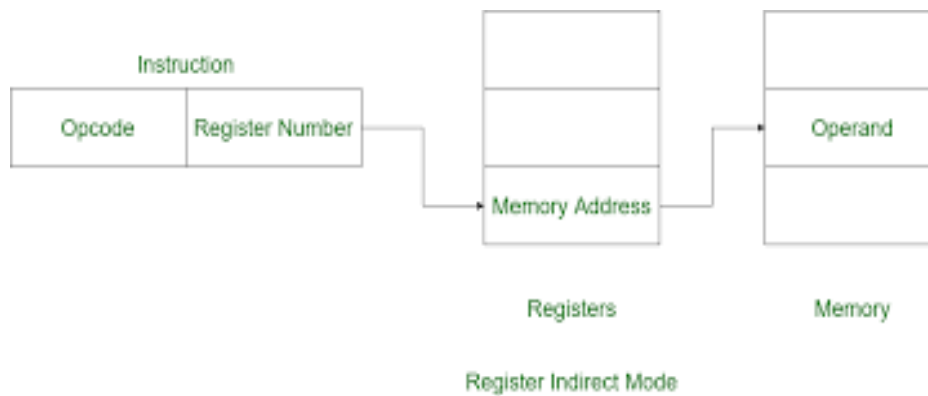 Instruction
Opcode
Register Number
Memory Address
Operand
Registers
Memory
Register Indirect Mode